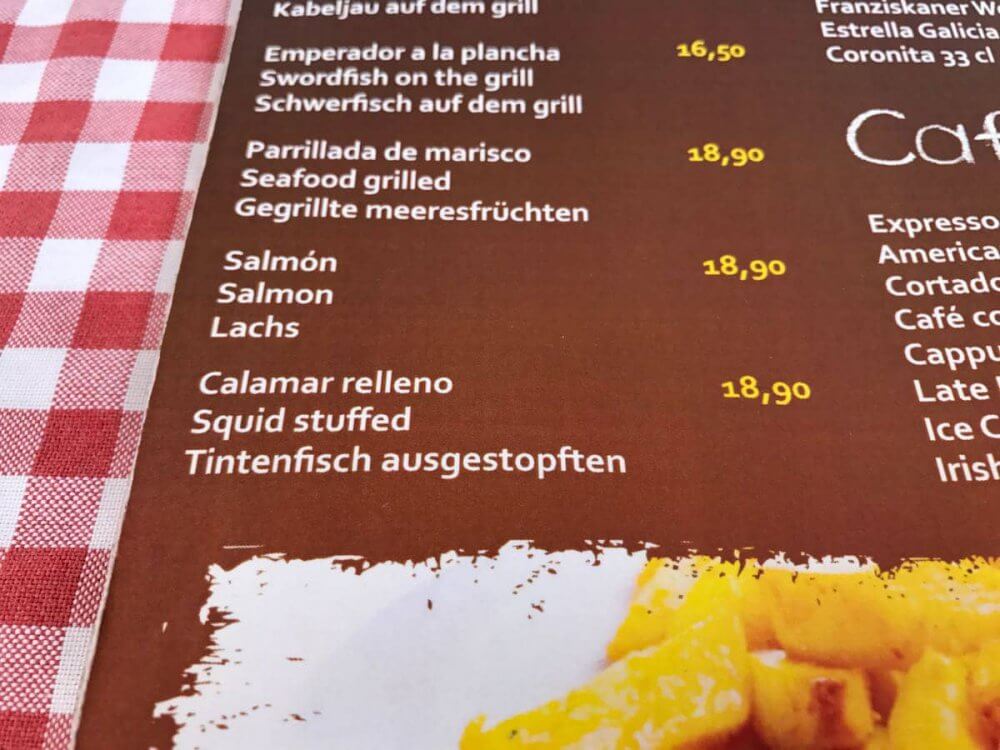 Kabeljau auf dem grill
Emperador a la plancha 16,50
Swordfish on the grill
Schwerfisch auf dem grill
Parrillada de marisco 18,90
Seafood grilled
Gegrillte meeresfrüchten
Salmón 18,90
Salmon
Lachs
Calamar relleno 18,90
Squid stuffed
Tintenfisch ausgestopften
Franziskaner
Estrella Galicia
Coronita 33 cl
Expresso
Cortado
Café
Late
Ice